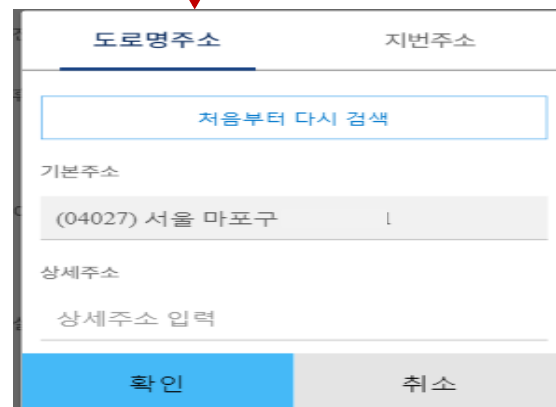 도로명주소 지번주소
처음부터 다시 검색
기본주소
(04027) 서울 마포구
상세주소
상세주소 입력
확인 취소